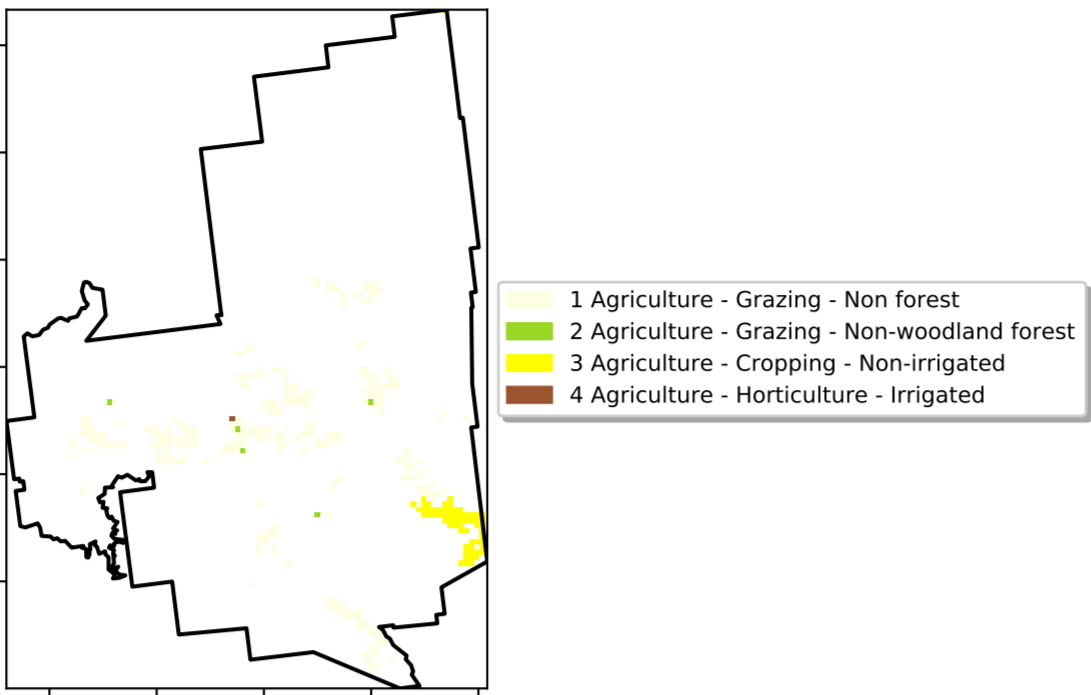 1 Agriculture - Grazing - Non forest
2 Agriculture - Grazing - Non-woodland forest
3 Agriculture - Cropping - Non-irrigated
4 Agriculture - Horticulture - Irrigated